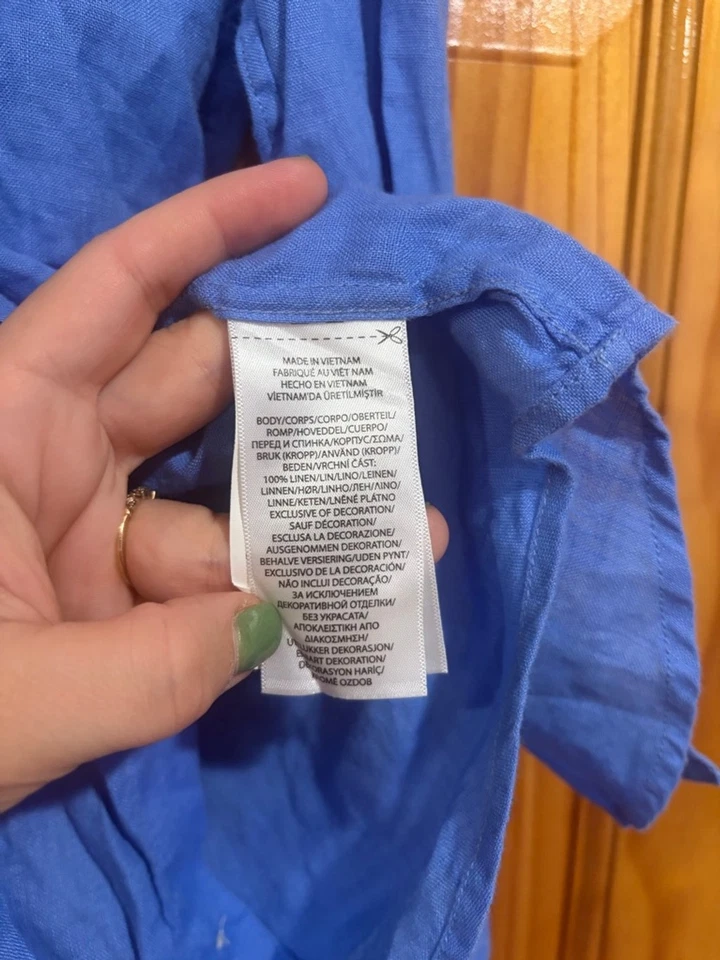 MADE IN VIETNAM
FABRIQUÉ AU VIÊT NAM
HECHO EN VIETNAM
VİETNAM'DA ÜRETİLMİŞTİR
BODY/CORPS/CORPO/OBERTEIL/
ROMP/HOVEDDEL/CUERPO/
ПЕРЕД И СПИНКА/КОРПУС/ΣΩΜΑ/
BRUK (KROPP)/ANVÄND (KROPP)/
BEDEN/VRCHNÍ ČÁST:
100% LINEN/LIN/LINO/LEINEN/
LINNEN/HØR/LINHO/ЛЕН/ΛΙΝΟ/
LINNE/KETEN/LNĚNÉ PLÁTNO
EXCLUSIVE OF DECORATION/
SAUF DÉCORATION/
ESCLUSA LA DECORAZIONE/
AUSGENOMMEN DEKORATION/
BEHALVE VERSIERING/UDEN PYNT/
EXCLUSIVO DE LA DECORACIÓN/
NÃO INCLUI DECORAÇÃO/
ЗА ИСКЛЮЧЕНИЕМ
ДЕКОРАТИВНОЙ ОТДЕЛКИ/
БЕЗ УКРАСАТА/
ΑΠΟΚΛΕΙΣΤΙΚΗ ΑΠΟ
ΔΙΑΚΟΣΜΗΣΗ/
DEKORASJON/
DEKORATION/
HARİÇ/
OZDOB